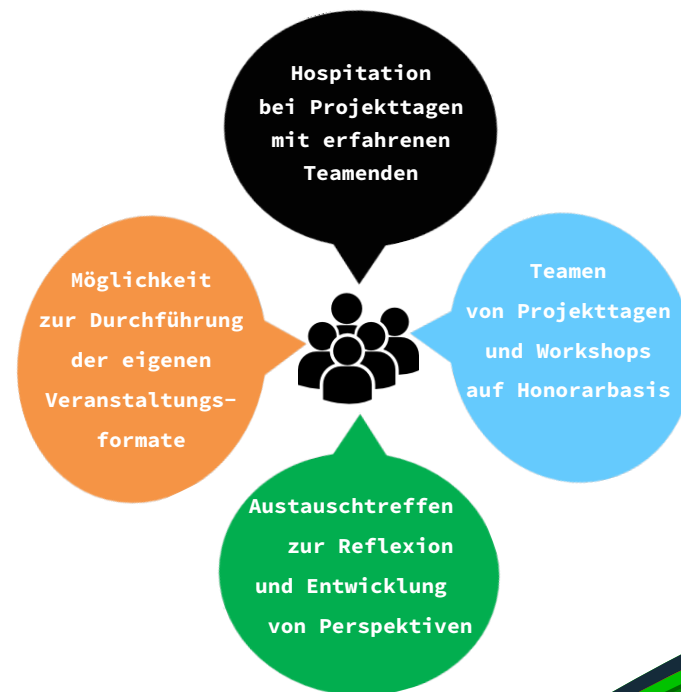 Hospitation
bei Projekttagen
mit erfahrenen
Teamenden
Möglichkeit
zur Durchführung
der eigenen
Veranstaltungs-
formate
Teamen
von Projekttagen
und Workshops
auf Honorarbasis
Austauschtreffen
zur Reflexion
und Entwicklung
von Perspektiven